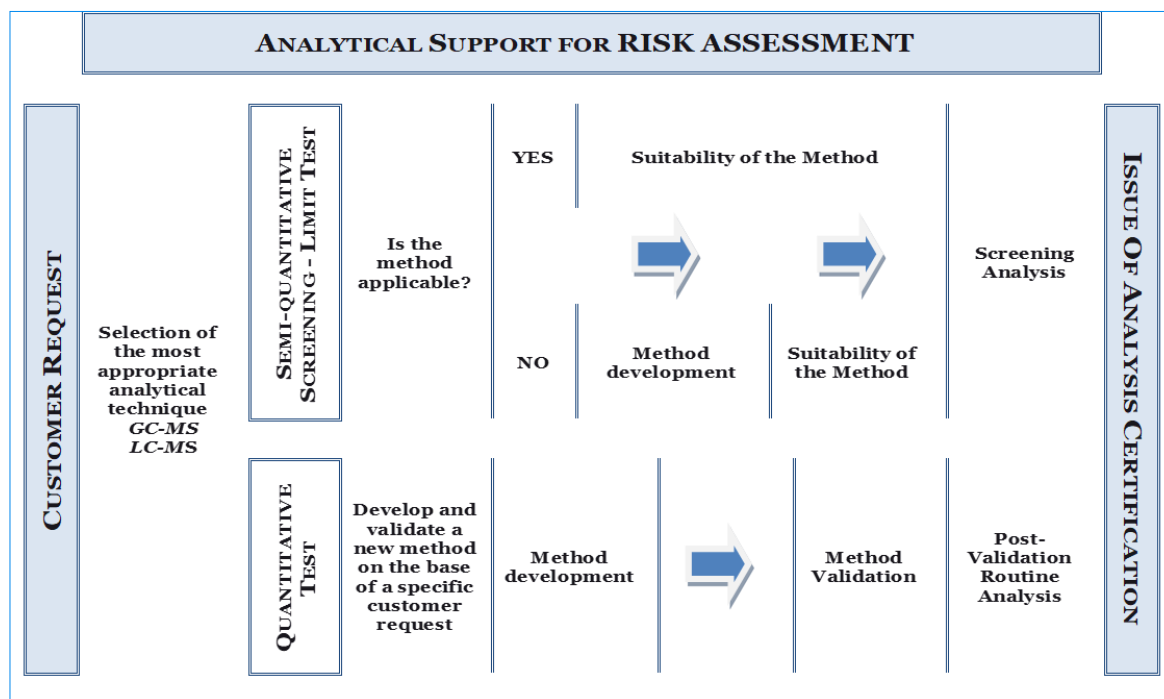 ANALYTICAL SUPPORT FOR RISK ASSESSMENT
CUSTOMER REQUEST
Selection of
the most
appropriate
analytical
technique
GC-MS
LC-MS
SEMI-QUANTITATIVE
SCREENING - LIMIT TEST
Is the
method
applicable?
YES
Suitability of the Method
NO
Method
development
Suitability of
the Method
Screening
Analysis
QUANTITATIVE
TEST
Develop and
validate a
new method
on the base
of a specific
customer
request
Method
development
Method
Validation
Post-
Validation
Routine
Analysis
ISSUE OF ANALYSIS CERTIFICATION